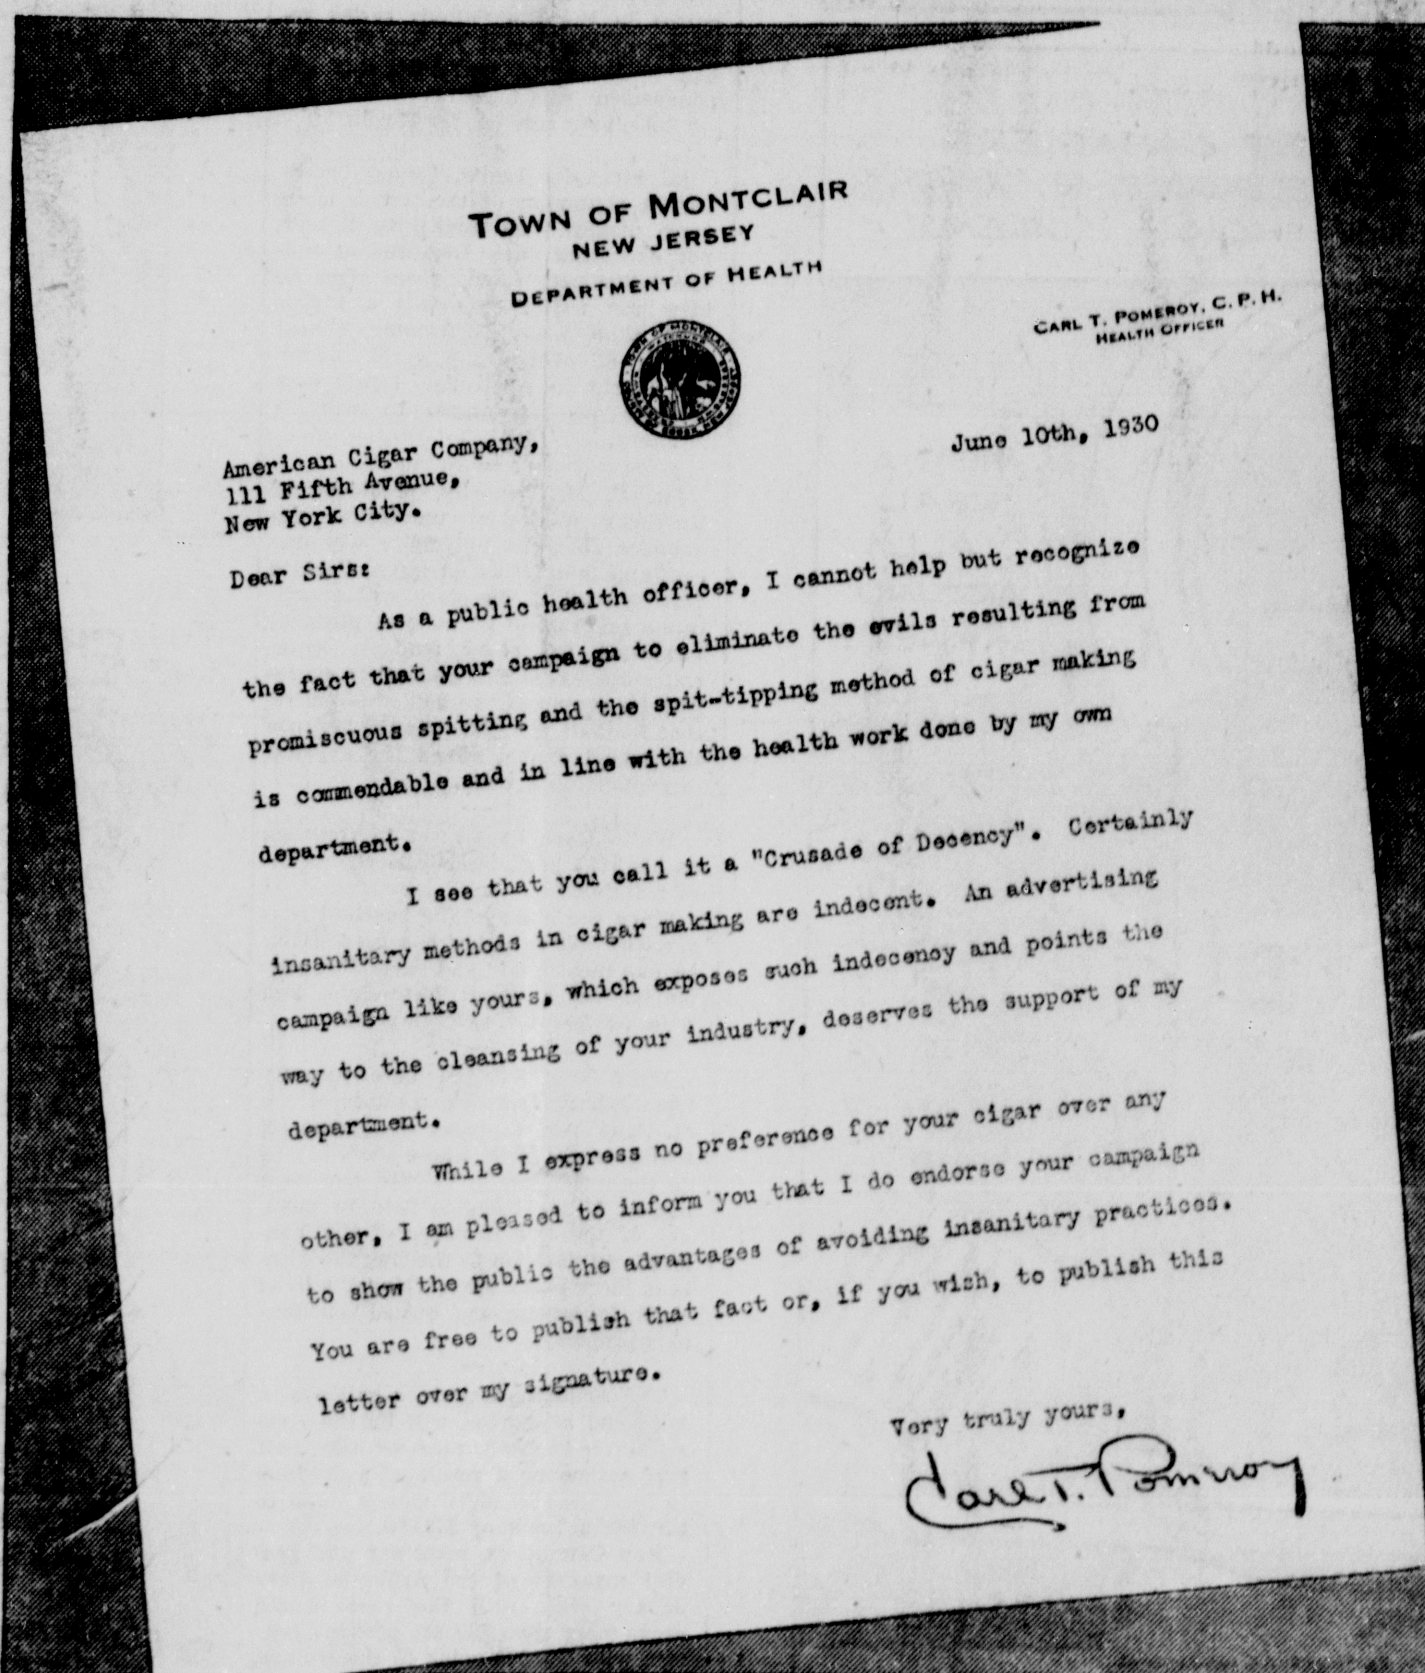 TOWN OF MONTCLAIR
NEW JERSEY
DEPARTMENT OF HEALTH
CARL T. POMEROY, C. P. H.
HEALTH OFFICER
TOWN OF MONTCLAIR
June 10th, 1930
American Cigar Company,
111 Fifth Avenue,
New York City.
Dear Sirs:
As a public health officer, I cannot help but recognize
the fact that your campaign to eliminate the evils resulting from
promiscuous spitting and the spit-tipping method of cigar making
is commendable and in line with the health work done by my own
department.
I see that you call it a "Crusade of Decency". Certainly
insanitary methods in cigar making are indecent. An advertising
campaign like yours, which exposes such indecency and points the
way to the cleansing of your industry, deserves the support of my
department.
While I express no preference for your cigar over any
other, I am pleased to inform you that I do endorse your campaign
to show the public the advantages of avoiding insanitary practices.
You are free to publish that fact or, if you wish, to publish this
letter over my signature.
Very truly yours,
Carl T. Pomeroy